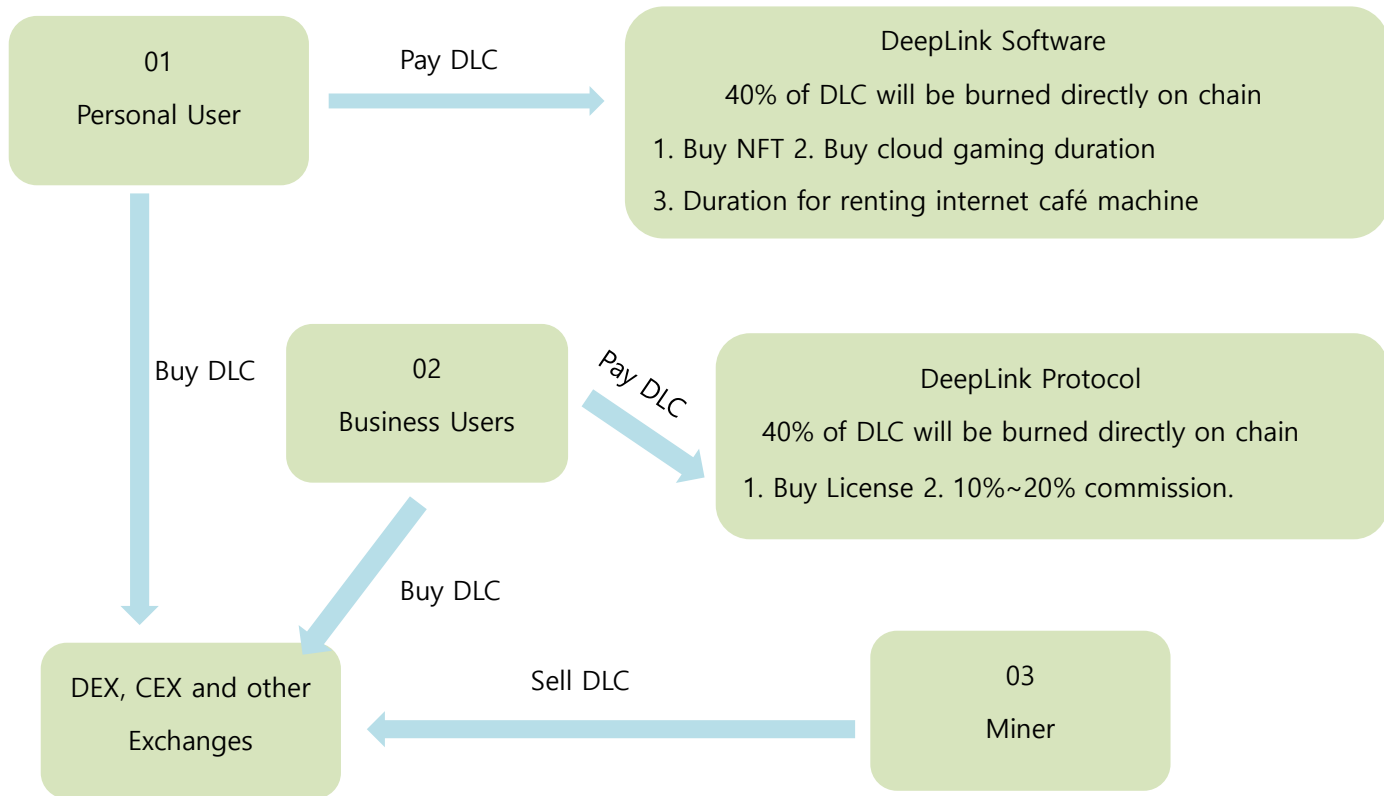 01
Personal User
Pay DLC
DeepLink Software
40% of DLC will be burned directly on chain
1. Buy NFT 2. Buy cloud gaming duration
3. Duration for renting internet café machine
Buy DLC
02
Business Users
Pay DLC
DeepLink Protocol
40% of DLC will be burned directly on chain
1. Buy License 2. 10%~20% commission.
Buy DLC
DEX, CEX and other
Exchanges
Sell DLC
03
Miner